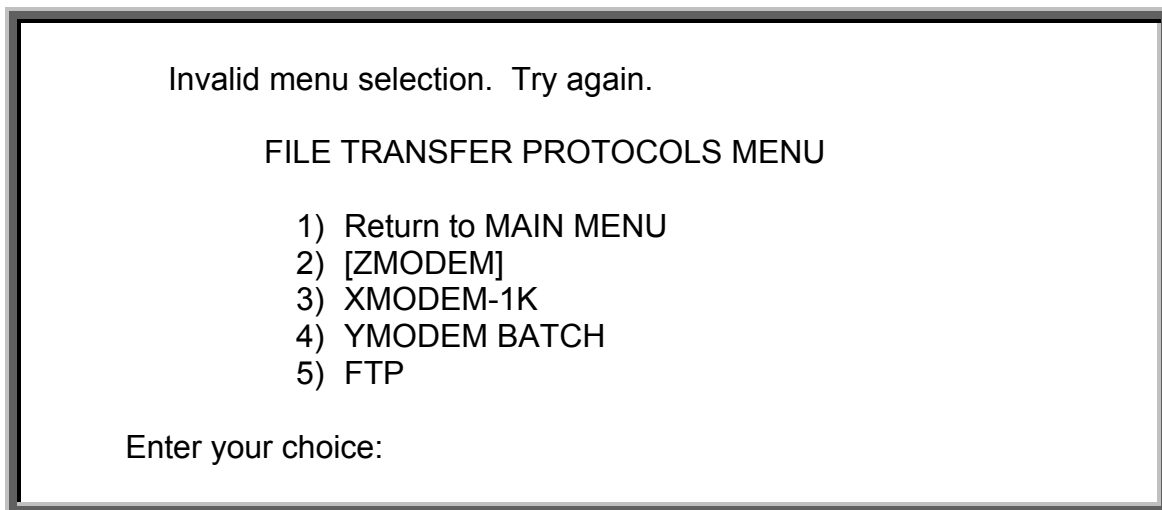 Invalid menu selection.  Try again.
FILE TRANSFER PROTOCOLS MENU
1)  Return to MAIN MENU
2)  [ZMODEM]
3)  XMODEM-1K
4)  YMODEM BATCH
5)  FTP
Enter your choice: